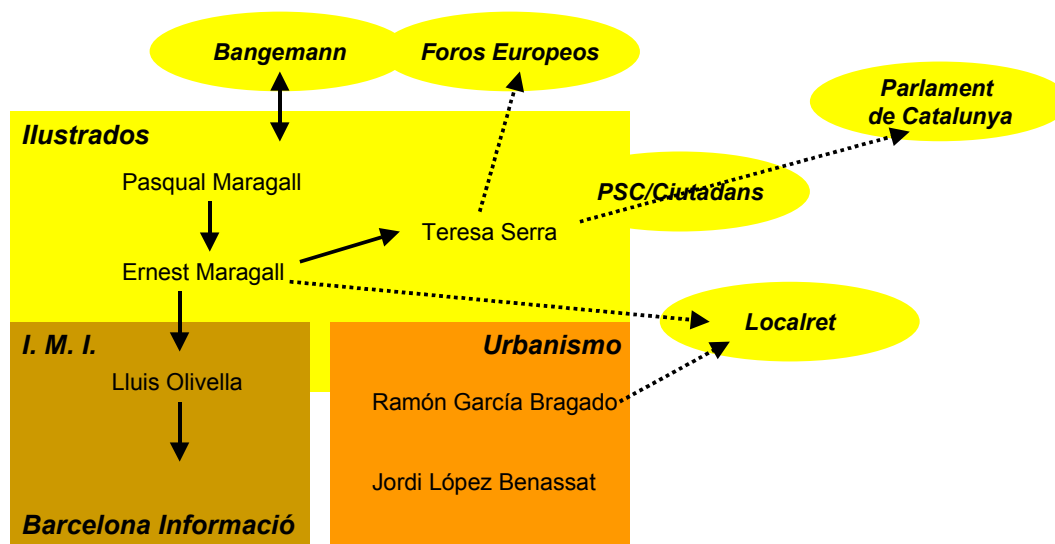 Bangemann
Foros Europeos
Parlament
de Catalunya
Ilustrados
Pasqual Maragall
PSC/Ciutadans
Teresa Serra
Ernest Maragall
Localret
I. M. I.
Urbanismo
Lluis Olivella
Ramón García Bragado
Jordi López Benassat
Barcelona Informació